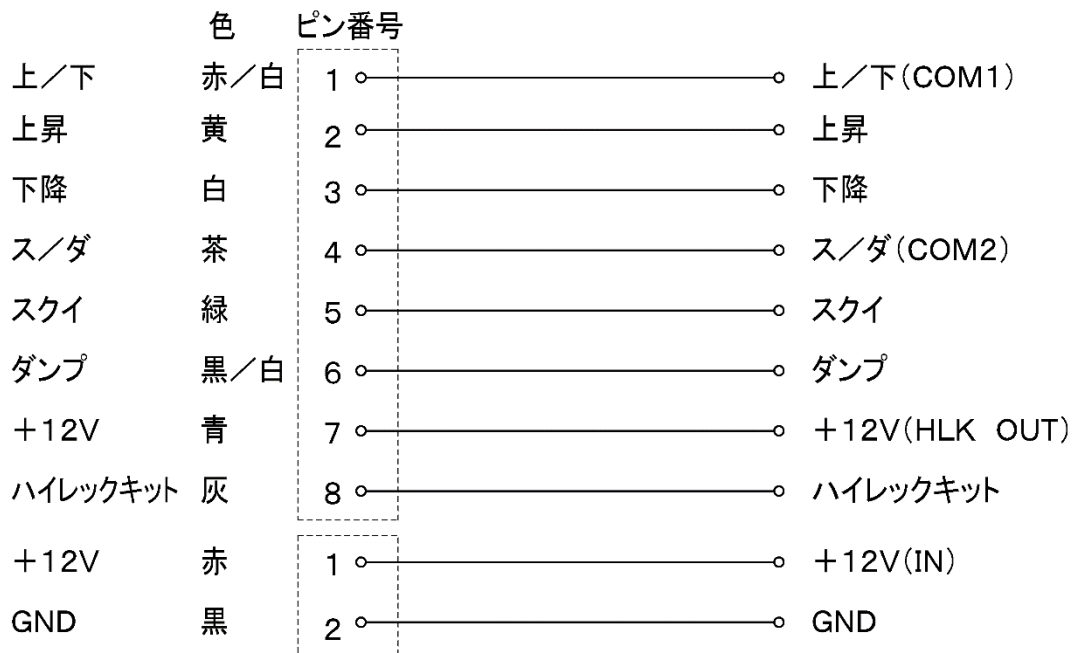 色 ピン番号
上／下 赤／白 1 上／下(COM1)
上昇 黄 2 上昇
下降 白 3 下降
ス／ダ 茶 4 ス／ダ(COM2)
スクイ 緑 5 スクイ
ダンプ 黒／白 6 ダンプ
＋12V 青 7 ＋12V(HLK OUT)
ハイレックキット 灰 8 ハイレックキット
＋12V 赤 1 ＋12V(IN)
GND 黒 2 GND